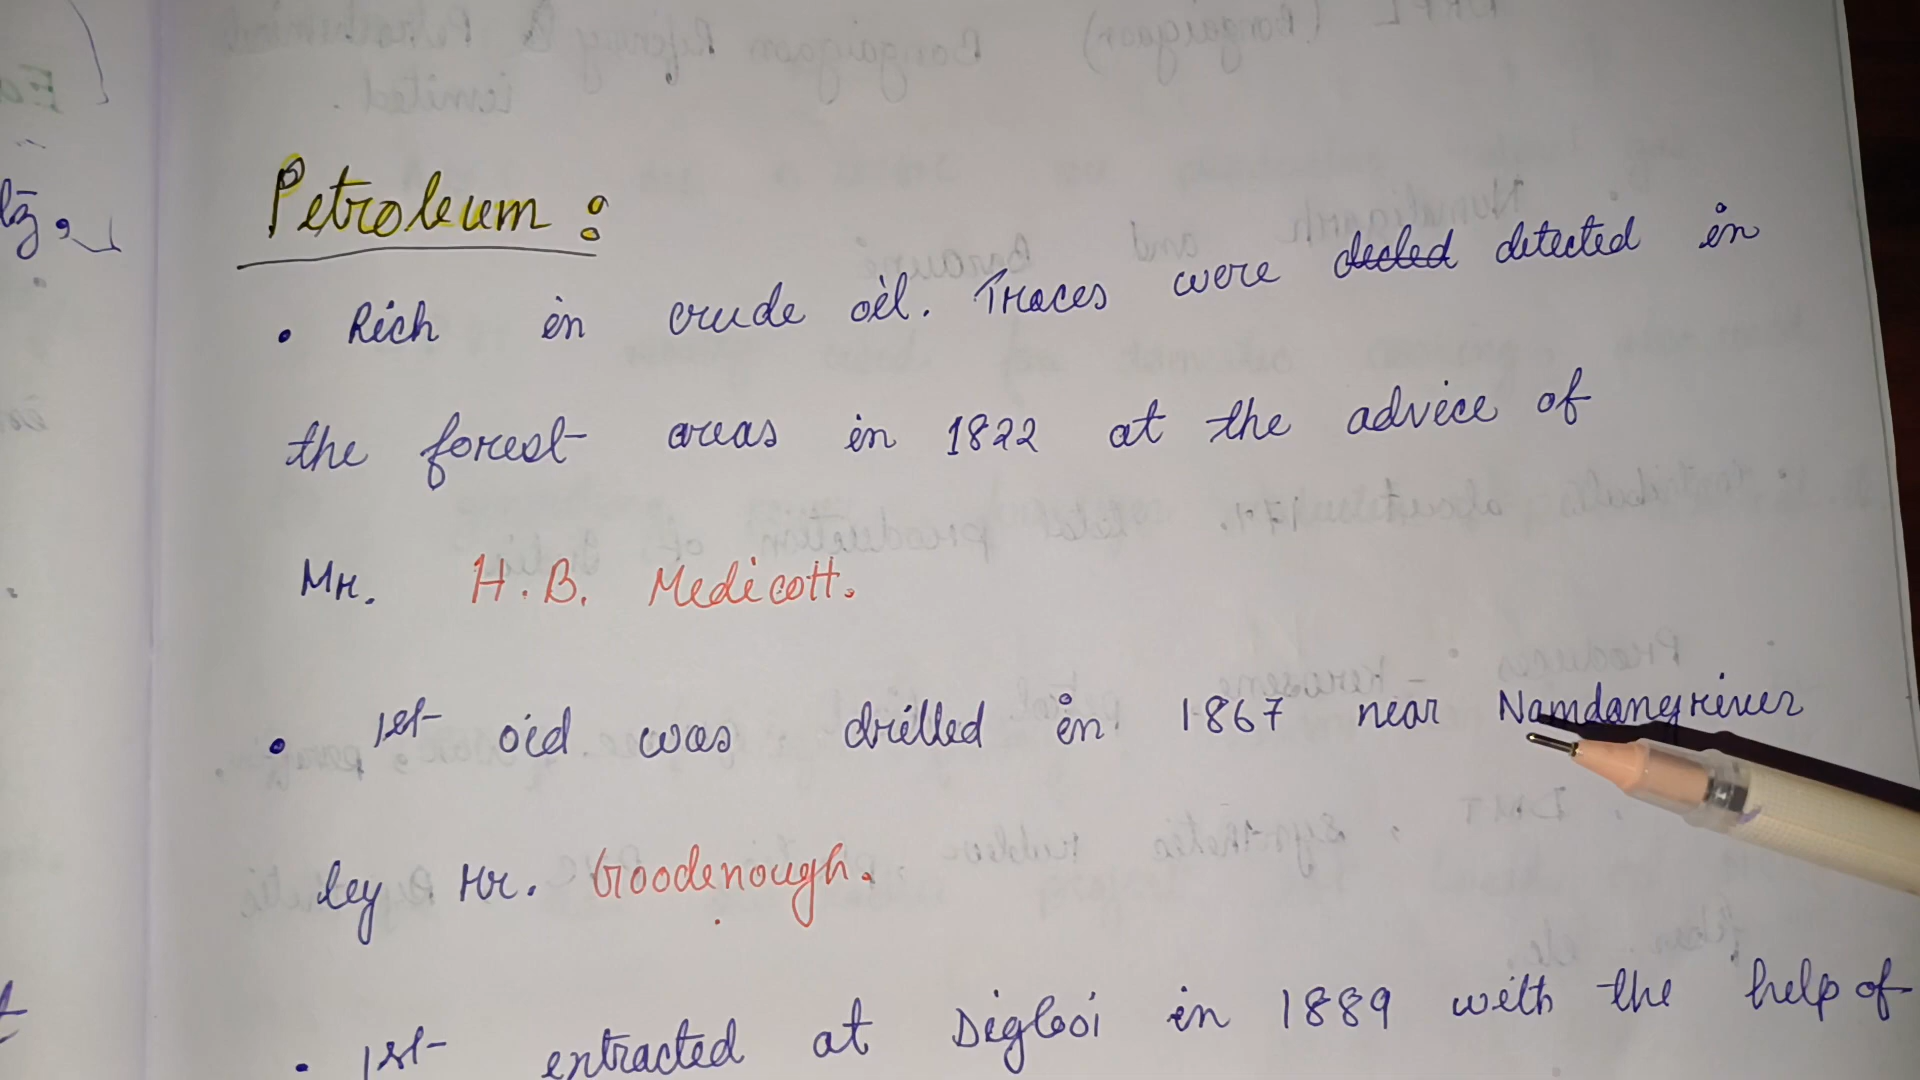 Petroleum :
• Rich in crude oil. Traces were detected in
the forest areas in 1822 at the advice of
Mr. H.B. Medicott.
• 1st oid was drilled in 1867 near Namdang river
by Mr. Goodenough.
• 1st extracted at Digboi in 1889 with the help of